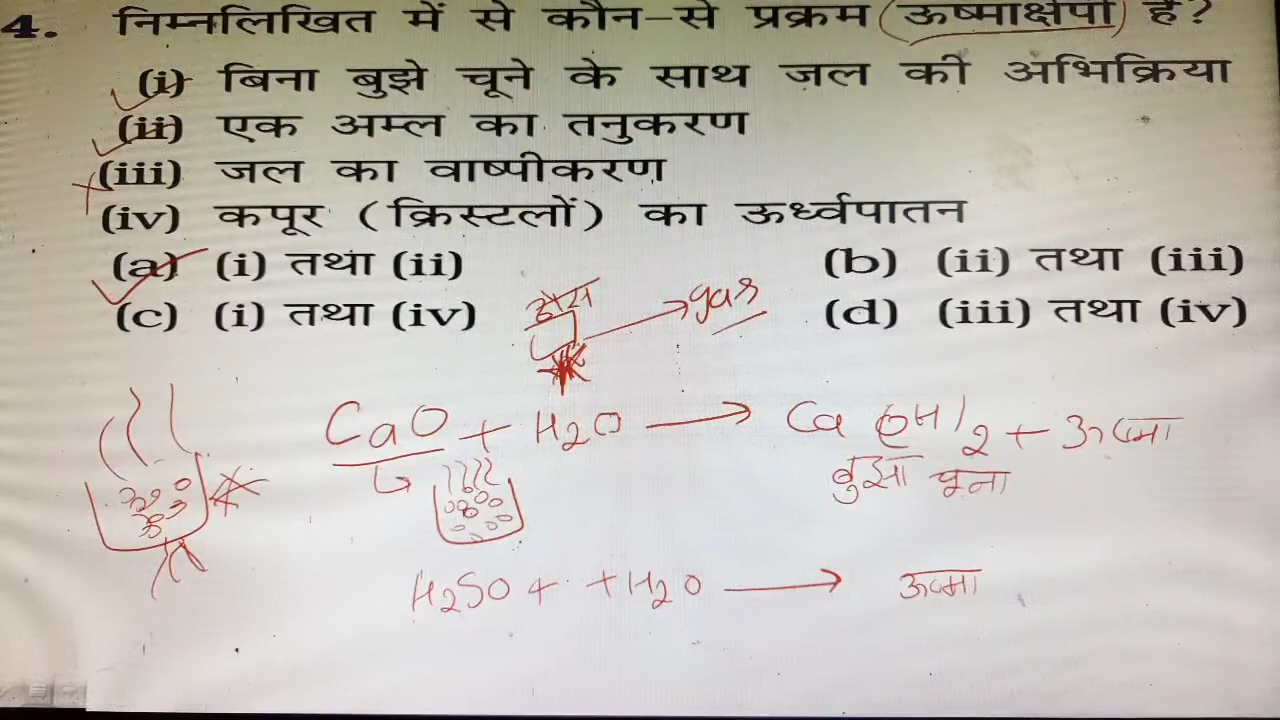 4. निम्नलिखित में से कौन-से प्रक्रम ऊष्माक्षेपी हैं?
(i) बिना बुझे चूने के साथ जल की अभिक्रिया
(ii) एक अम्ल का तनुकरण
(iii) जल का वाष्पीकरण
(iv) कपूर (क्रिस्टलों) का ऊर्ध्वपातन
(a) (i) तथा (ii) (b) (ii) तथा (iii)
(c) (i) तथा (iv) (d) (iii) तथा (iv)
ठोस → gas
CaO + H2O → Ca(OH)2 + ऊष्मा
बुझा चूना
H2SO4 + H2O → ऊष्मा